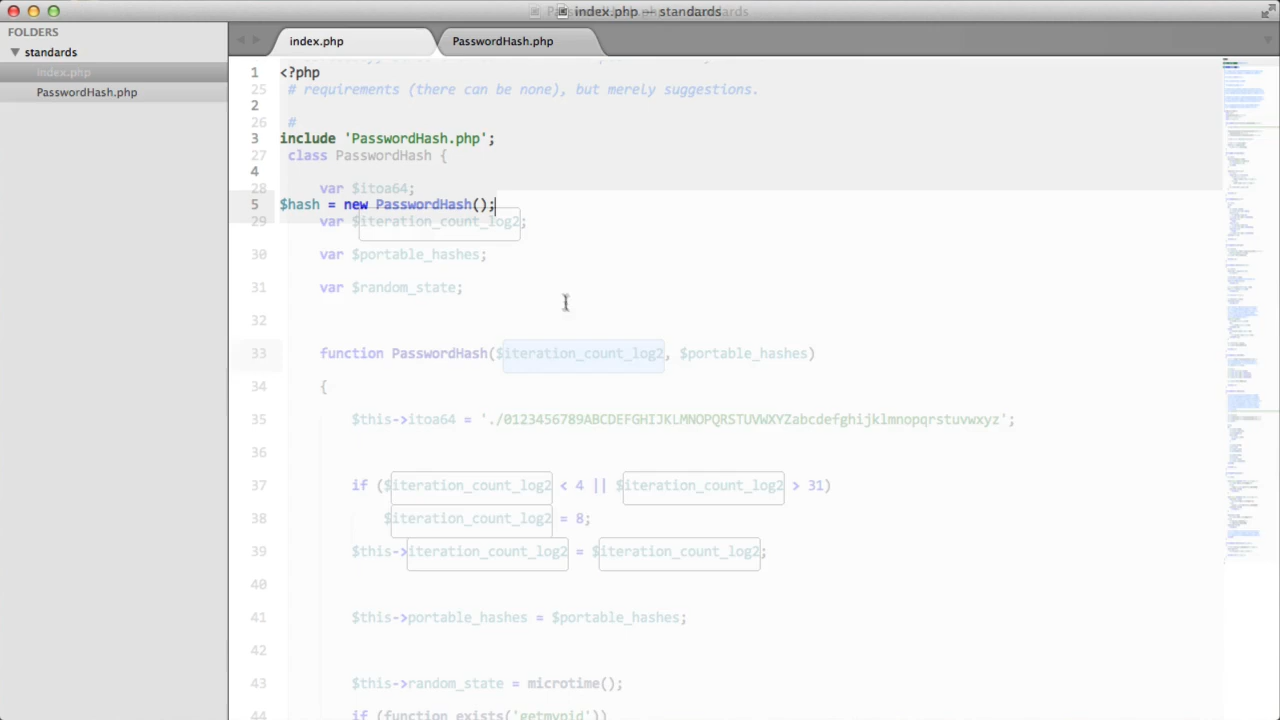 index.php — standards
FOLDERS
standards
index.php
PasswordHash.php
index.php
PasswordHash.php
1 <?php
25 # requirements (there can be none), but merely suggestions.
2
26 #
3 include 'PasswordHash.php';
27 class PasswordHash {
4
28 var $itoa64;
5 $hash = new PasswordHash();
29 var $iteration_count_log2;
30 var $portable_hashes;
31 var $random_state;
32
33 function PasswordHash($iteration_count_log2, $portable_hashes)
34 {
35 $this->itoa64 = './0123456789ABCDEFGHIJKLMNOPQRSTUVWXYZabcdefghijklmnopqrstuvwxyz';
36
37 if ($iteration_count_log2 < 4 || $iteration_count_log2 > 31)
38 $iteration_count_log2 = 8;
39 $this->iteration_count_log2 = $iteration_count_log2;
40
41 $this->portable_hashes = $portable_hashes;
42
43 $this->random_state = microtime();
44 if (function_exists('getmypid'))